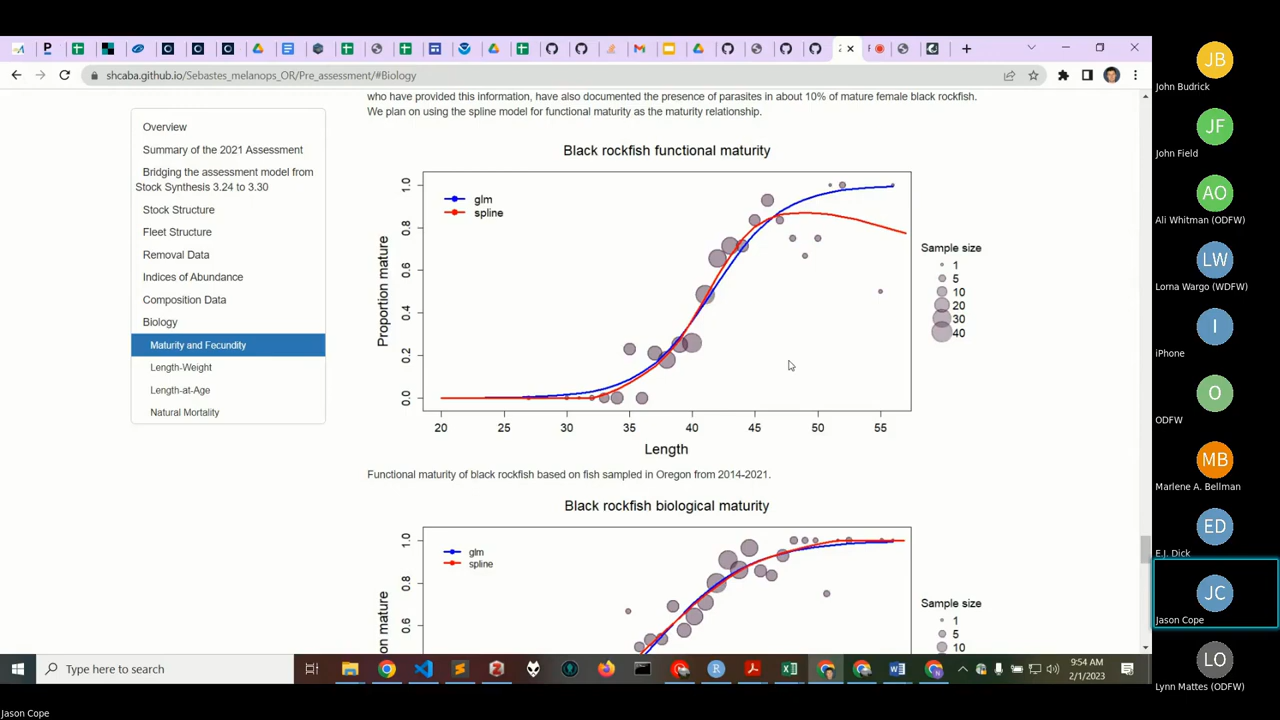 shcaba.github.io/Sebastes_melanops_OR/Pre_assessment/#Biology
Overview
Summary of the 2021 Assessment
Bridging the assessment model from
Stock Synthesis 3.24 to 3.30
Stock Structure
Fleet Structure
Removal Data
Indices of Abundance
Composition Data
Biology
Maturity and Fecundity
Length-Weight
Length-at-Age
Natural Mortality
who have provided this information, have also documented the presence of parasites in about 10% of mature female black rockfish.
We plan on using the spline model for functional maturity as the maturity relationship.
Black rockfish functional maturity
glm
spline
Proportion mature
1.0
0.8
0.6
0.4
0.2
0.0
20 25 30 35 40 45 50 55
Length
Sample size
1
5
10
20
30
40
Functional maturity of black rockfish based on fish sampled in Oregon from 2014-2021.
Black rockfish biological maturity
glm
spline
on mature
1.0
0.8
0.6
Sample size
1
5
10
Type here to search
9:54 AM
2/1/2023
JB
John Budrick
JF
John Field
AO
Ali Whitman (ODFW)
LW
Lorna Wargo (WDFW)
I
iPhone
O
ODFW
MB
Marlene A. Bellman
ED
E.J. Dick
JC
Jason Cope
LO
Lynn Mattes (ODFW)
Jason Cope